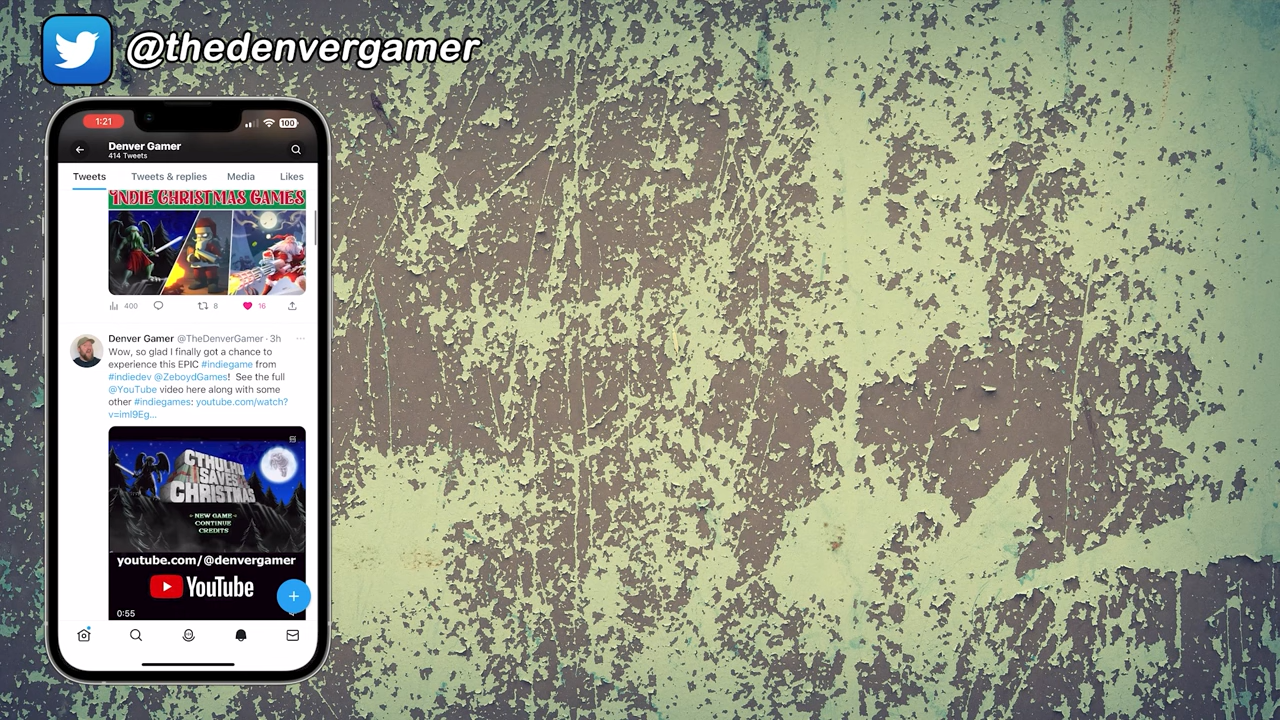 @thedenvergamer
1:21
100
Denver Gamer
414 Tweets
Tweets
Tweets & replies
Media
Likes
INDIE CHRISTMAS GAMES
400
8
16
Denver Gamer @TheDenverGamer · 3h
Wow, so glad I finally got a chance to
experience this EPIC #indiegame from
#indiedev @ZeboydGames! See the full
@YouTube video here along with some
other #indiegames: youtube.com/watch?
v=imI9Eg...
CTHULHU
SAVES
CHRISTMAS
NEW GAME
CONTINUE
CREDITS
youtube.com/@denvergamer
YouTube
0:55